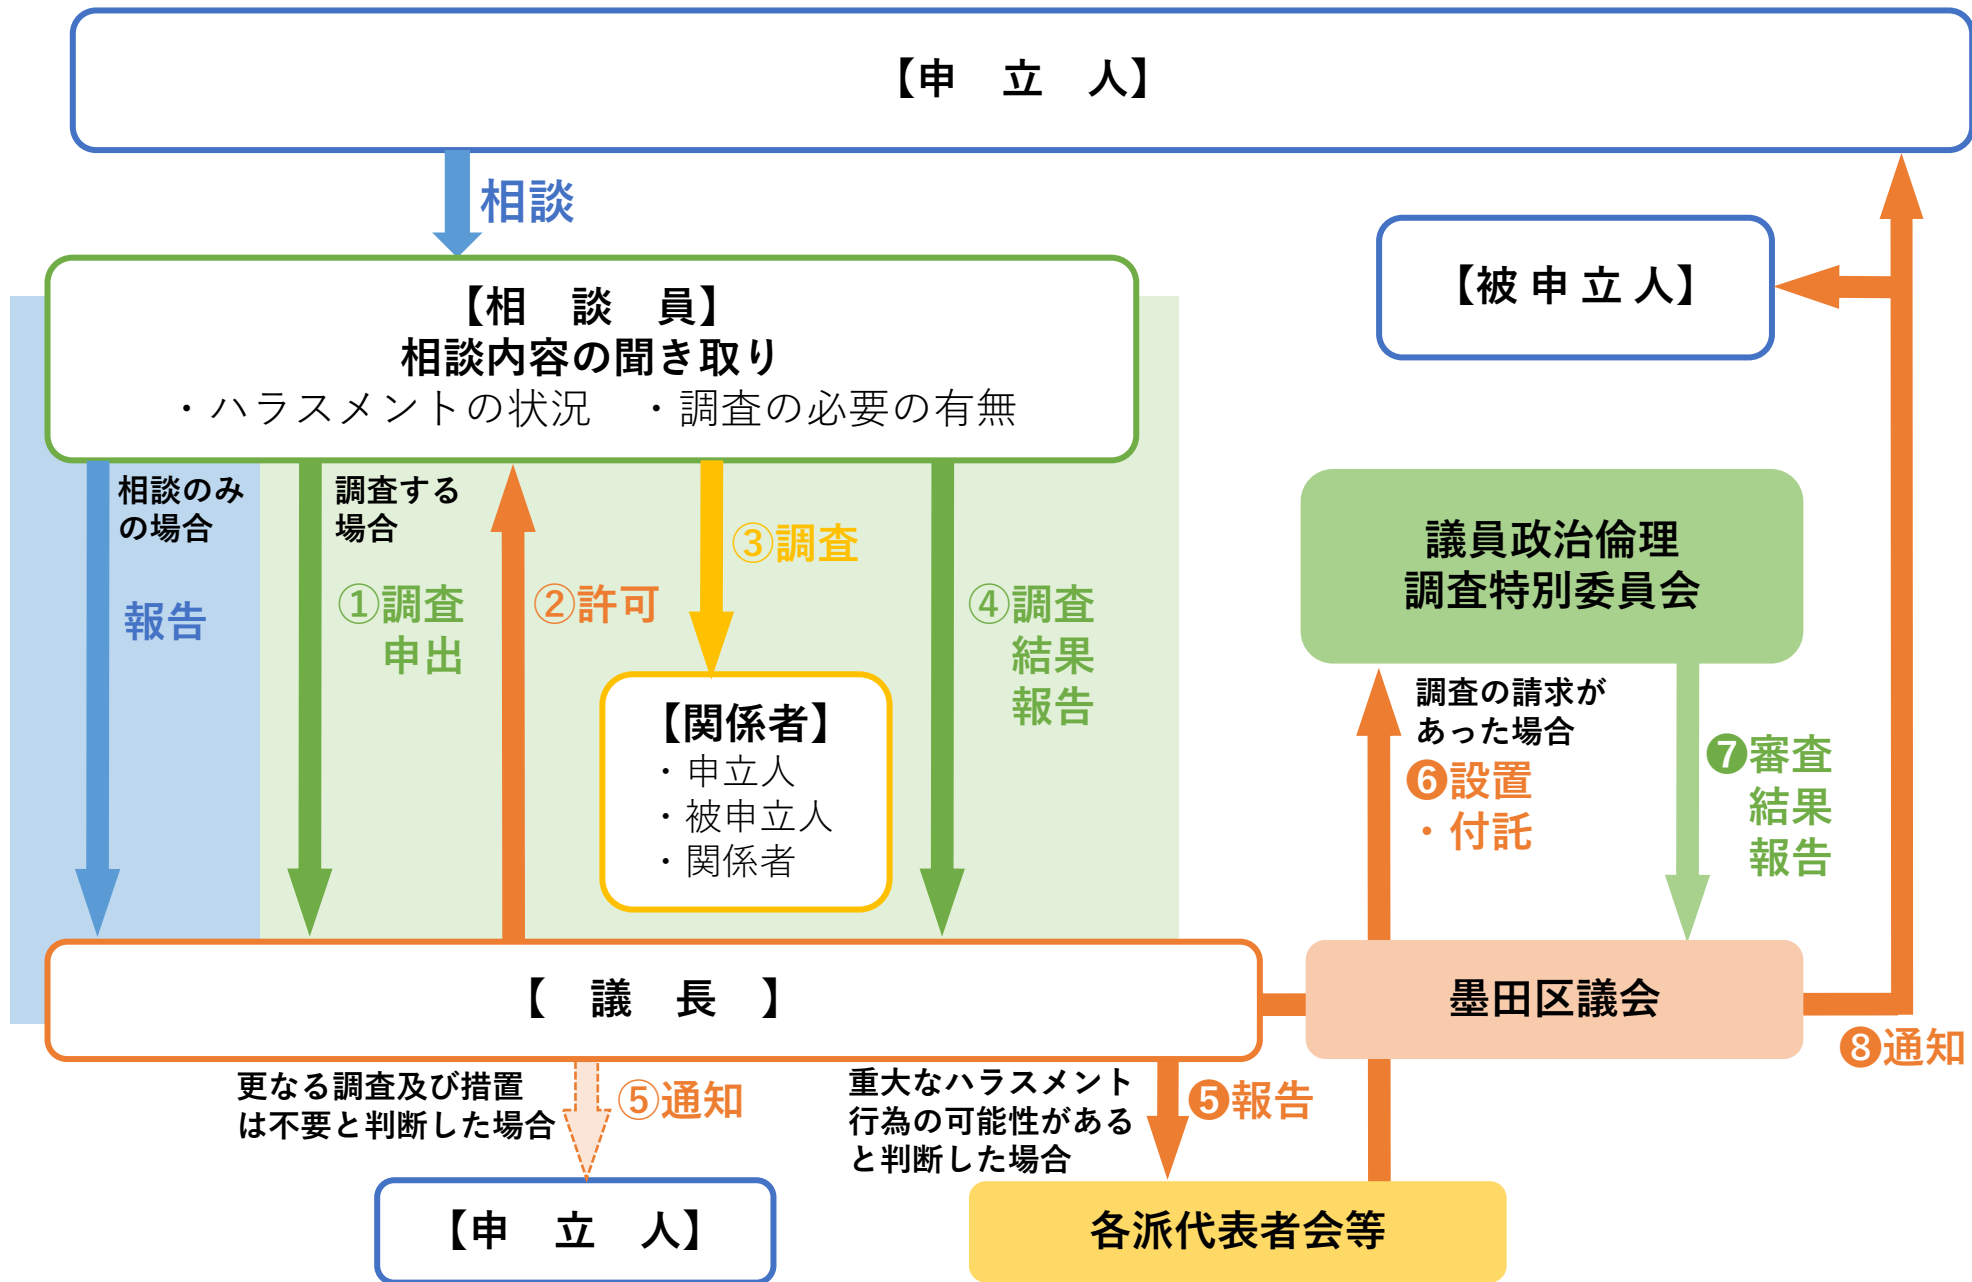 【申　立　人】
相談
【被申立人】
【相　談　員】
相談内容の聞き取り
・ハラスメントの状況　・調査の必要の有無
相談のみ
の場合
報告
調査する
場合
①調査
申出
②許可
③調査
④調査
結果
報告
【関係者】
・申立人
・被申立人
・関係者
議員政治倫理
調査特別委員会
調査の請求が
あった場合
❻設置
・付託
❼審査
結果
報告
【　議　長　】
墨田区議会
❽通知
更なる調査及び措置
は不要と判断した場合
⑤通知
重大なハラスメント
行為の可能性がある
と判断した場合
❺報告
【申　立　人】
各派代表者会等